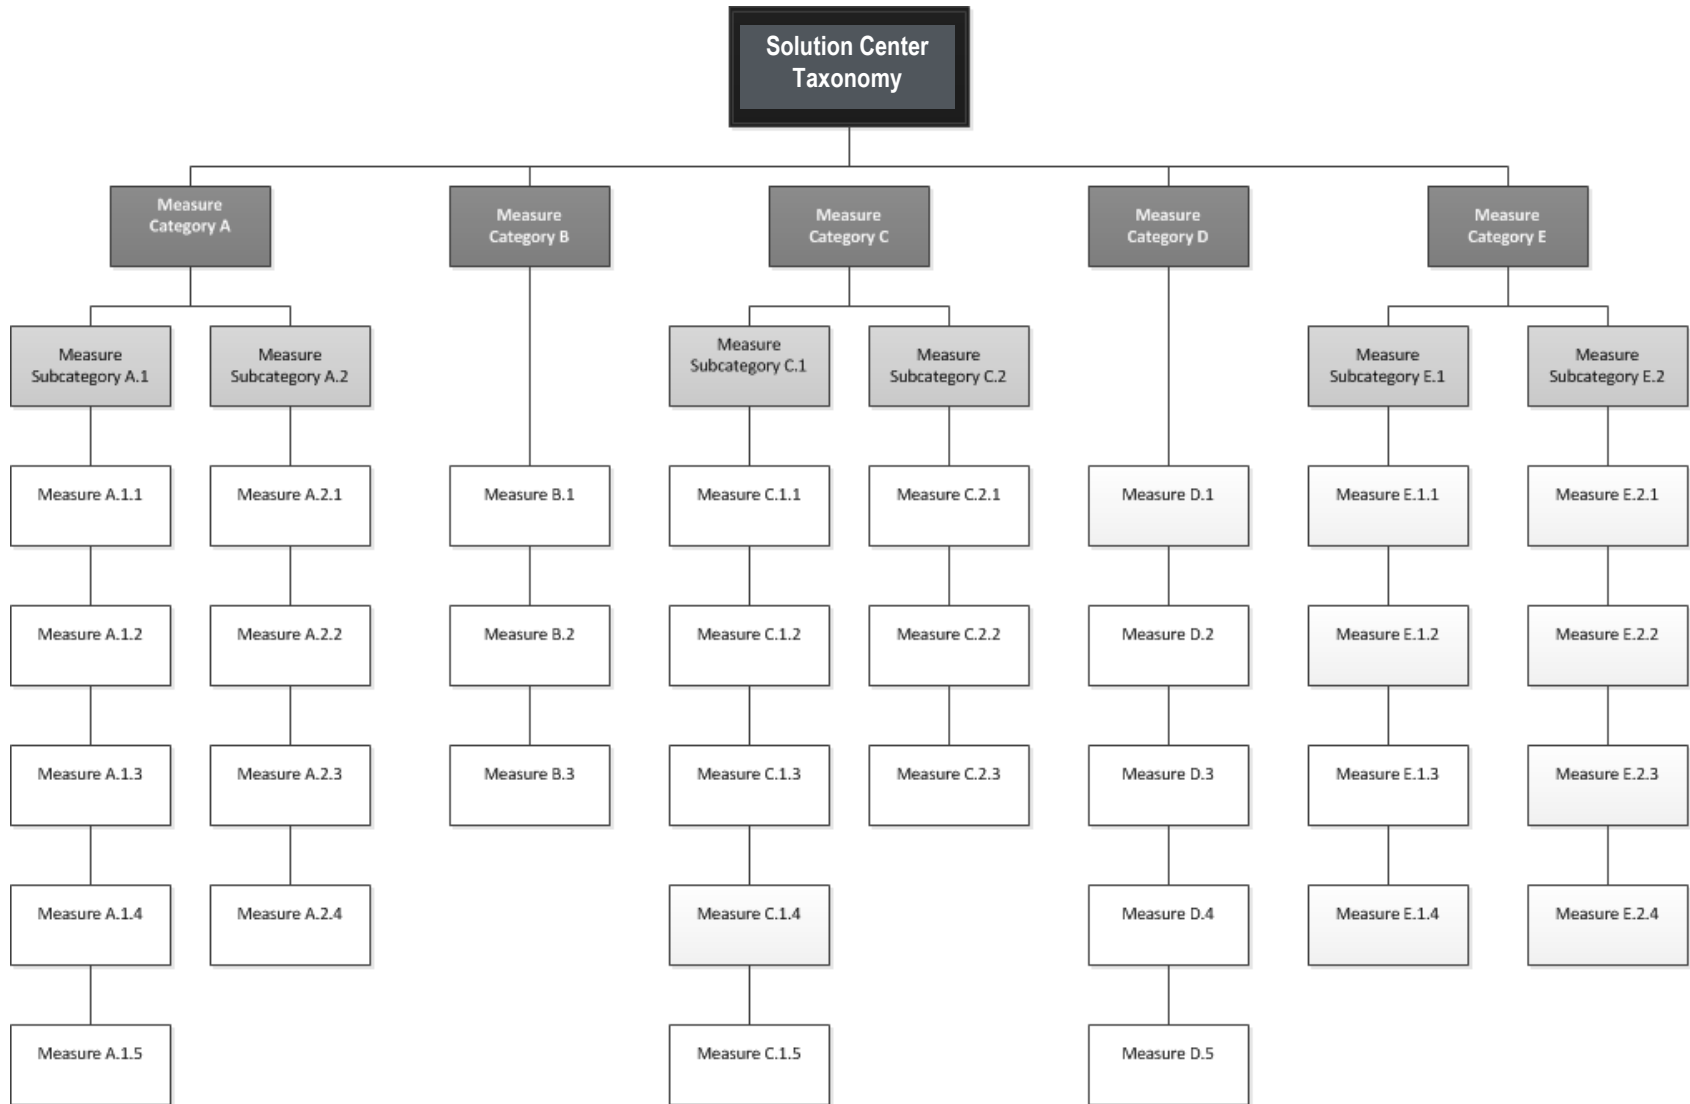 Solution Center
Taxonomy
Measure
Category A
Measure
Category B
Measure
Category C
Measure
Category D
Measure
Category E
Measure
Subcategory A.1
Measure
Subcategory A.2
Measure
Subcategory C.1
Measure
Subcategory C.2
Measure
Subcategory E.1
Measure
Subcategory E.2
Measure A.1.1
Measure A.2.1
Measure B.1
Measure C.1.1
Measure C.2.1
Measure D.1
Measure E.1.1
Measure E.2.1
Measure A.1.2
Measure A.2.2
Measure B.2
Measure C.1.2
Measure C.2.2
Measure D.2
Measure E.1.2
Measure E.2.2
Measure A.1.3
Measure A.2.3
Measure B.3
Measure C.1.3
Measure C.2.3
Measure D.3
Measure E.1.3
Measure E.2.3
Measure A.1.4
Measure A.2.4
Measure C.1.4
Measure D.4
Measure E.1.4
Measure E.2.4
Measure A.1.5
Measure C.1.5
Measure D.5